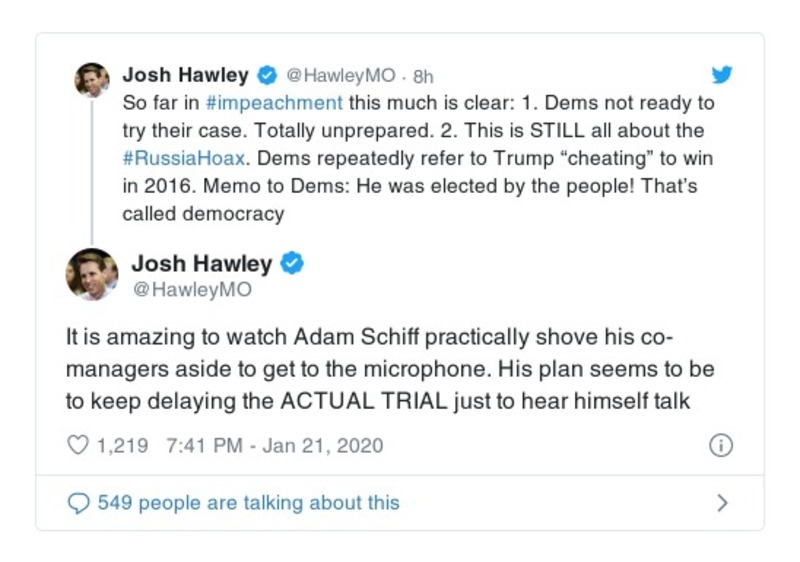 Josh Hawley @HawleyMO · 8h
So far in #impeachment this much is clear: 1. Dems not ready to
try their case. Totally unprepared. 2. This is STILL all about the
#RussiaHoax. Dems repeatedly refer to Trump “cheating” to win
in 2016. Memo to Dems: He was elected by the people! That’s
called democracy
Josh Hawley
@HawleyMO
It is amazing to watch Adam Schiff practically shove his co-
managers aside to get to the microphone. His plan seems to be
to keep delaying the ACTUAL TRIAL just to hear himself talk
1,219 7:41 PM - Jan 21, 2020
549 people are talking about this